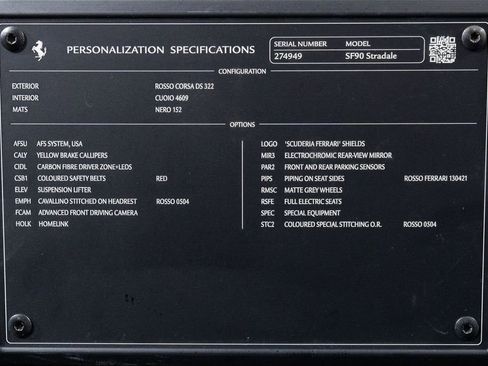 PERSONALIZATION SPECIFICATIONS
SERIAL NUMBER MODEL
274949 SF90 Stradale
CONFIGURATION
EXTERIOR ROSSO CORSA DS 322
INTERIOR CUOIO 4609
MATS NERO 152
OPTIONS
AFSU AFS SYSTEM, USA
CALY YELLOW BRAKE CALLIPERS
CIDL CARBON FIBRE DRIVER ZONE+LEDS
CSB1 COLOURED SAFETY BELTS RED
ELEV SUSPENSION LIFTER
EMPH CAVALLINO STITCHED ON HEADREST ROSSO 0504
FCAM ADVANCED FRONT DRIVING CAMERA
HOLK HOMELINK
LOGO 'SCUDERIA FERRARI' SHIELDS
MIR3 ELECTROCHROMIC REAR-VIEW MIRROR
PAR2 FRONT AND REAR PARKING SENSORS
PIPS PIPING ON SEAT SIDES ROSSO FERRARI 130421
RMSC MATTE GREY WHEELS
RSFE FULL ELECTRIC SEATS
SPEC SPECIAL EQUIPMENT
STC2 COLOURED SPECIAL STITCHING O.R. ROSSO 0504